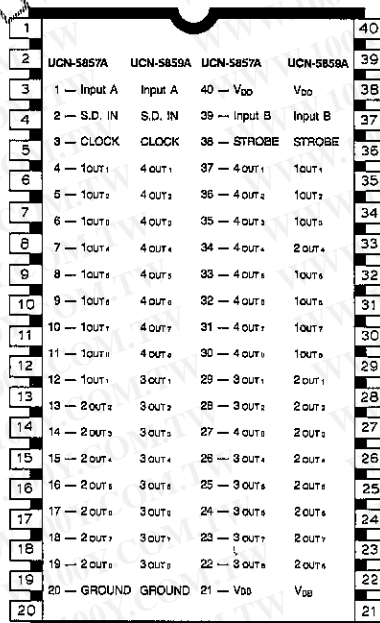 1 40
2 UCN-5857A UCN-5859A UCN-5857A UCN-5859A 39
3 1 — Input A Input A 40 — VDD VDD 38
4 2 — S.D. IN S.D. IN 39 — Input B Input B 37
5 3 — CLOCK CLOCK 38 — STROBE STROBE 36
4 — 1OUT1 4OUT1 37 — 4OUT1 1OUT1
6 5 — 1OUT2 4OUT2 36 — 4OUT2 1OUT2 35
7 6 — 1OUT3 4OUT3 35 — 4OUT3 1OUT3 34
8 7 — 1OUT4 4OUT4 34 — 4OUT4 2OUT4 33
9 8 — 1OUT5 4OUT5 33 — 4OUT5 1OUT5 32
10 9 — 1OUT6 4OUT6 32 — 4OUT6 1OUT6 31
11 10 — 1OUT7 4OUT7 31 — 4OUT7 1OUT7 30
12 11 — 1OUT8 4OUT8 30 — 4OUT8 1OUT8 29
12 — 1OUT1 3OUT1 29 — 3OUT1 2OUT1
13 13 — 2OUT2 3OUT2 28 — 3OUT2 2OUT2 28
14 14 — 2OUT3 3OUT3 27 — 4OUT3 2OUT3 27
15 15 — 2OUT4 3OUT4 26 — 3OUT4 2OUT4 26
16 16 — 2OUT5 3OUT5 25 — 3OUT5 2OUT5 25
17 17 — 2OUT6 3OUT6 24 — 3OUT6 2OUT6 24
18 18 — 2OUT7 3OUT7 23 — 3OUT7 2OUT7 23
19 19 — 2OUT8 3OUT8 22 — 3OUT8 2OUT8 22
20 20 — GROUND GROUND 21 — VBB VBB 21